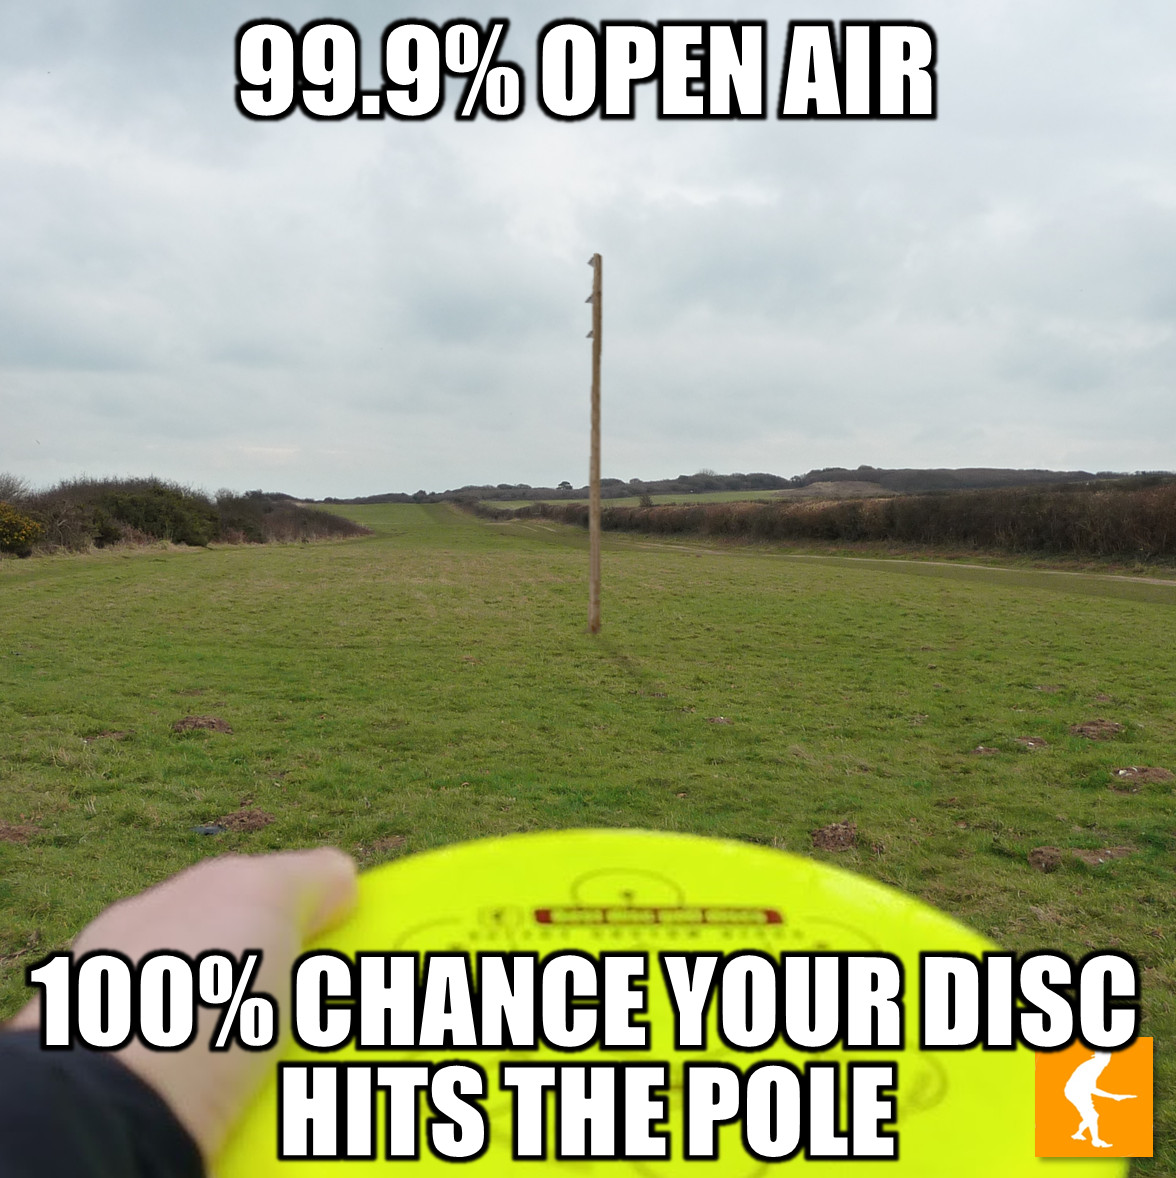 99.9% OPEN AIR
100% CHANCE YOUR DISC
HITS THE POLE